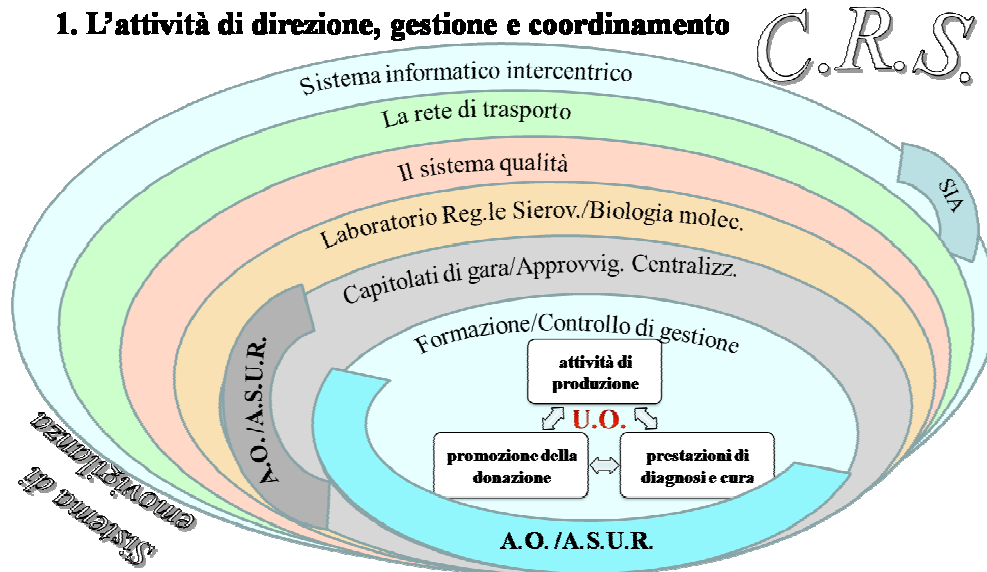 1. L'attività di direzione, gestione e coordinamento
C.R.S.
Sistema informatico intercentrico
La rete di trasporto
Il sistema qualità
SIA
Laboratorio Reg.le Sierov./Biologia molec.
Capitolati di gara/Approvvig. Centralizz.
Formazione/Controllo di gestione
attività di
produzione
A.O./A.S.U.R.
U.O.
promozione della
donazione
prestazioni di
diagnosi e cura
Sistema di
emovigilanza
A.O. /A.S.U.R.